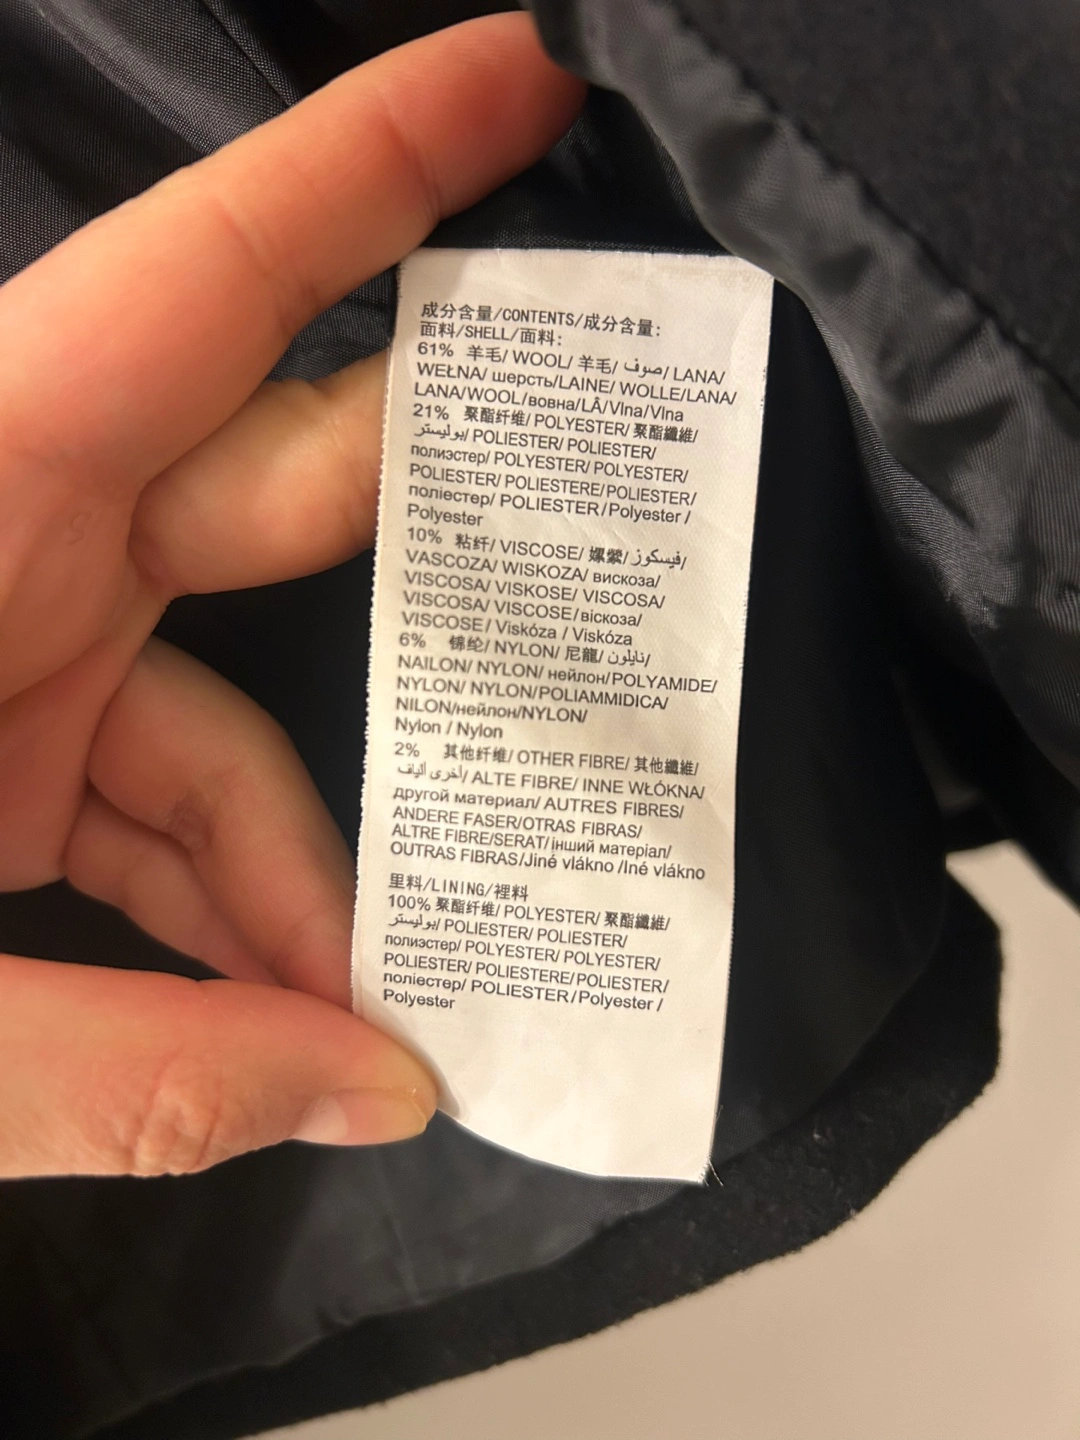 成分含量/CONTENTS/成分含量:
面料/SHELL/面料:
61% 羊毛/ WOOL/ 羊毛/ صوف/ LANA/
WEŁNA/ шерсть/LAINE/ WOLLE/LANA/
LANA/WOOL/вовна/LÂ/Vlna/Vlna
21% 聚酯纤维/ POLYESTER/ 聚酯纖維/
بوليستر/ POLIESTER/ POLIESTER/
полиэстер/ POLYESTER/ POLYESTER/
POLIESTER/ POLIESTERE/POLIESTER/
поліестер/ POLIESTER/Polyester /
Polyester
10% 粘纤/ VISCOSE/ 嫘縈/ فيسكوز/
VASCOZA/ WISKOZA/ вискоза/
VISCOSA/ VISKOSE/ VISCOSA/
VISCOSA/ VISCOSE/віскоза/
VISCOSE/ Viskóza / Viskóza
6% 锦纶/ NYLON/ 尼龍/ نايلون/
NAILON/ NYLON/ нейлон/POLYAMIDE/
NYLON/ NYLON/POLIAMMIDICA/
NILON/нейлон/NYLON/
Nylon / Nylon
2% 其他纤维/ OTHER FIBRE/ 其他纖維/
أخرى ألياف/ ALTE FIBRE/ INNE WŁÓKNA/
другой материал/ AUTRES FIBRES/
ANDERE FASER/OTRAS FIBRAS/
ALTRE FIBRE/SERAT/інший матеріал/
OUTRAS FIBRAS/Jiné vlákno /Iné vlákno
里料/LINING/裡料
100% 聚酯纤维/ POLYESTER/ 聚酯纖維/
بوليستر/ POLIESTER/ POLIESTER/
полиэстер/ POLYESTER/ POLYESTER/
POLIESTER/ POLIESTERE/POLIESTER/
поліестер/ POLIESTER/Polyester /
Polyester